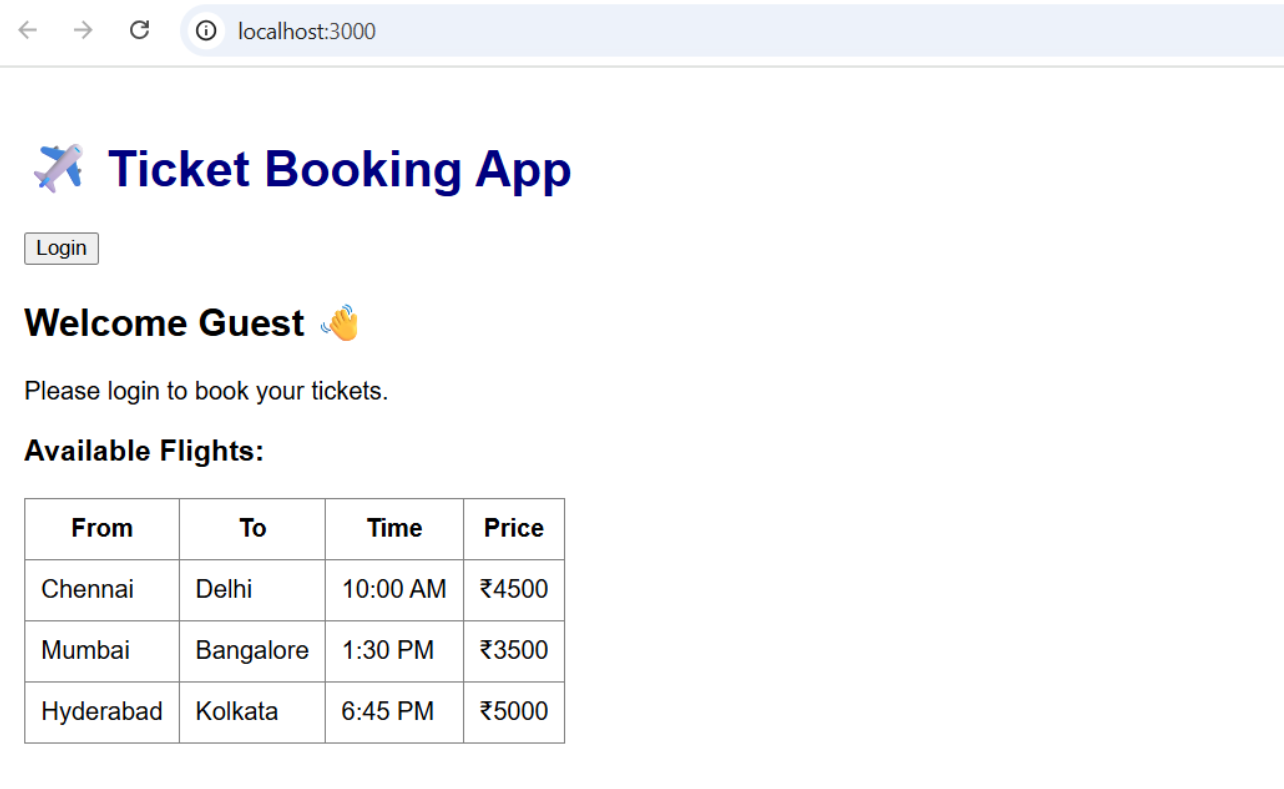 localhost:3000
Ticket Booking App
Login
Welcome Guest 👋
Please login to book your tickets.
Available Flights:
From To Time Price
Chennai Delhi 10:00 AM ₹4500
Mumbai Bangalore 1:30 PM ₹3500
Hyderabad Kolkata 6:45 PM ₹5000